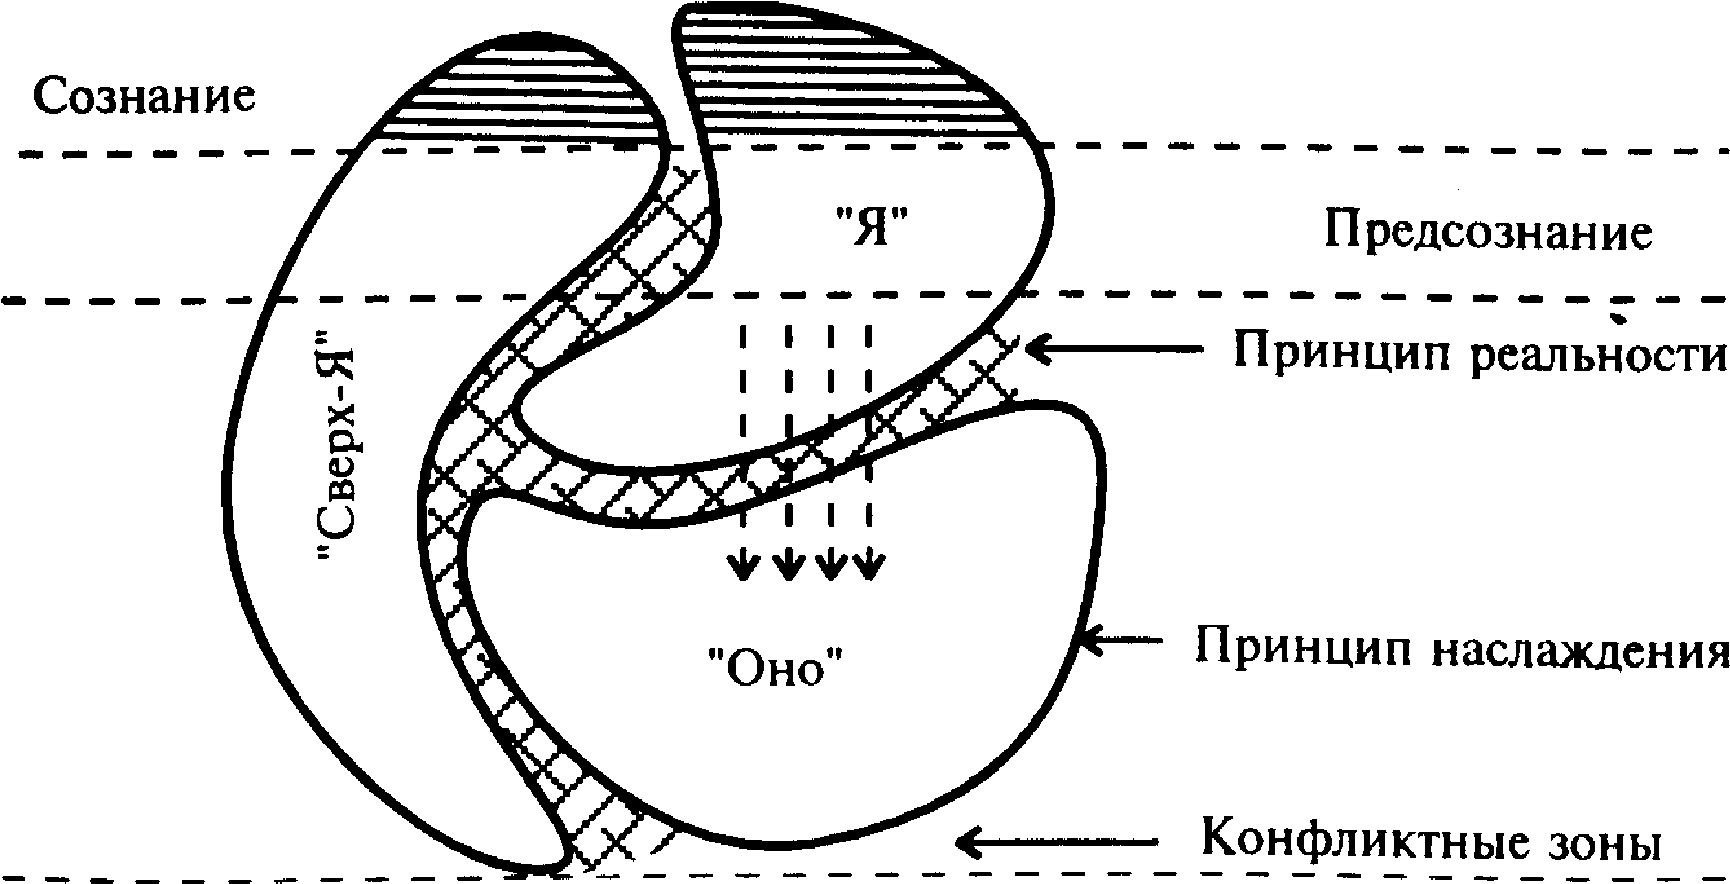 Сознание
"Я"
Предсознание
Принцип реальности
"Сверх-Я"
"Оно"
Принцип наслаждения
Конфликтные зоны